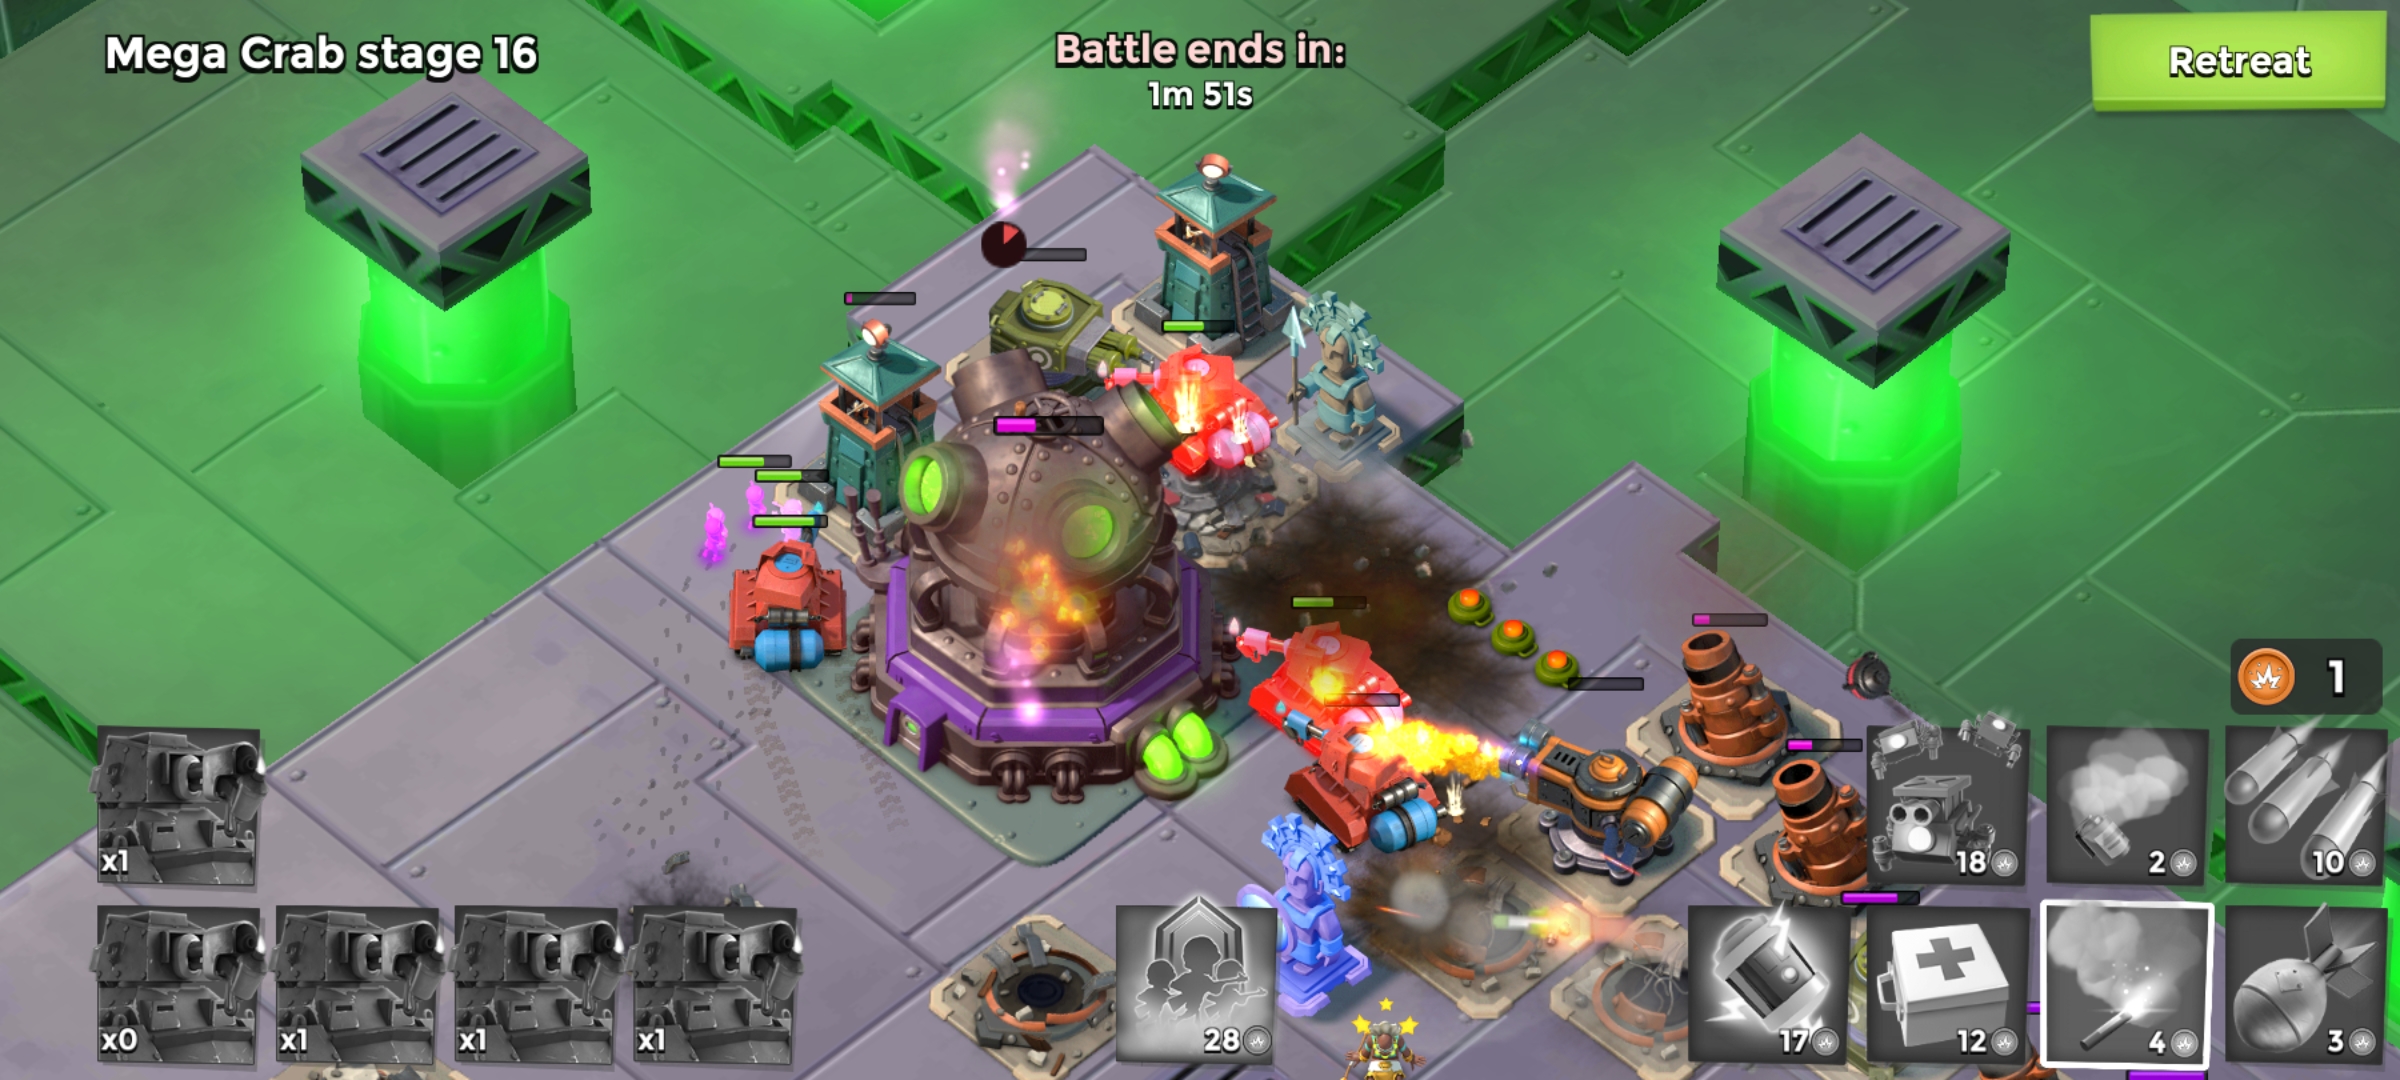 Mega Crab stage 16
Battle ends in:
1m 51s
Retreat
1
x1
18
2
10
x0
x1
x1
x1
28
17
12
4
3